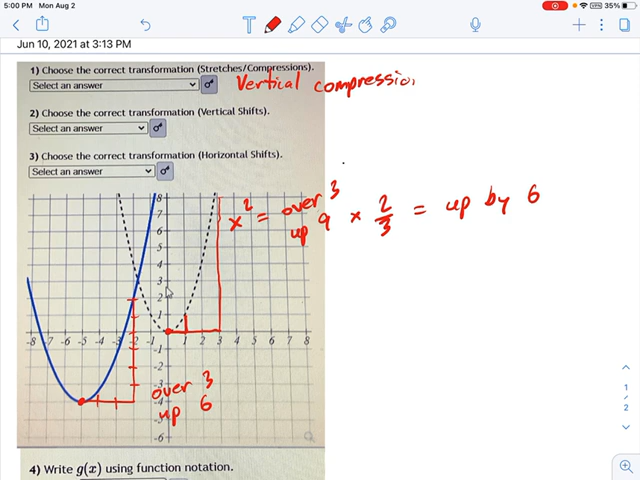 5:00 PM Mon Aug 2
35%
Jun 10, 2021 at 3:13 PM
1) Choose the correct transformation (Stretches/Compressions).
Select an answer
Vertical compression
2) Choose the correct transformation (Vertical Shifts).
Select an answer
3) Choose the correct transformation (Horizontal Shifts).
Select an answer
x² = over 3
up 9 × 2/3 = up by 6
8
7
6
5
4
3
2
1
-8 -7 -6 -5 -4 -3 -2 -1 1 2 3 4 5 6 7 8
-1
-2
-3
-4
-6
over 3
up 6
4) Write g(x) using function notation.
1
2